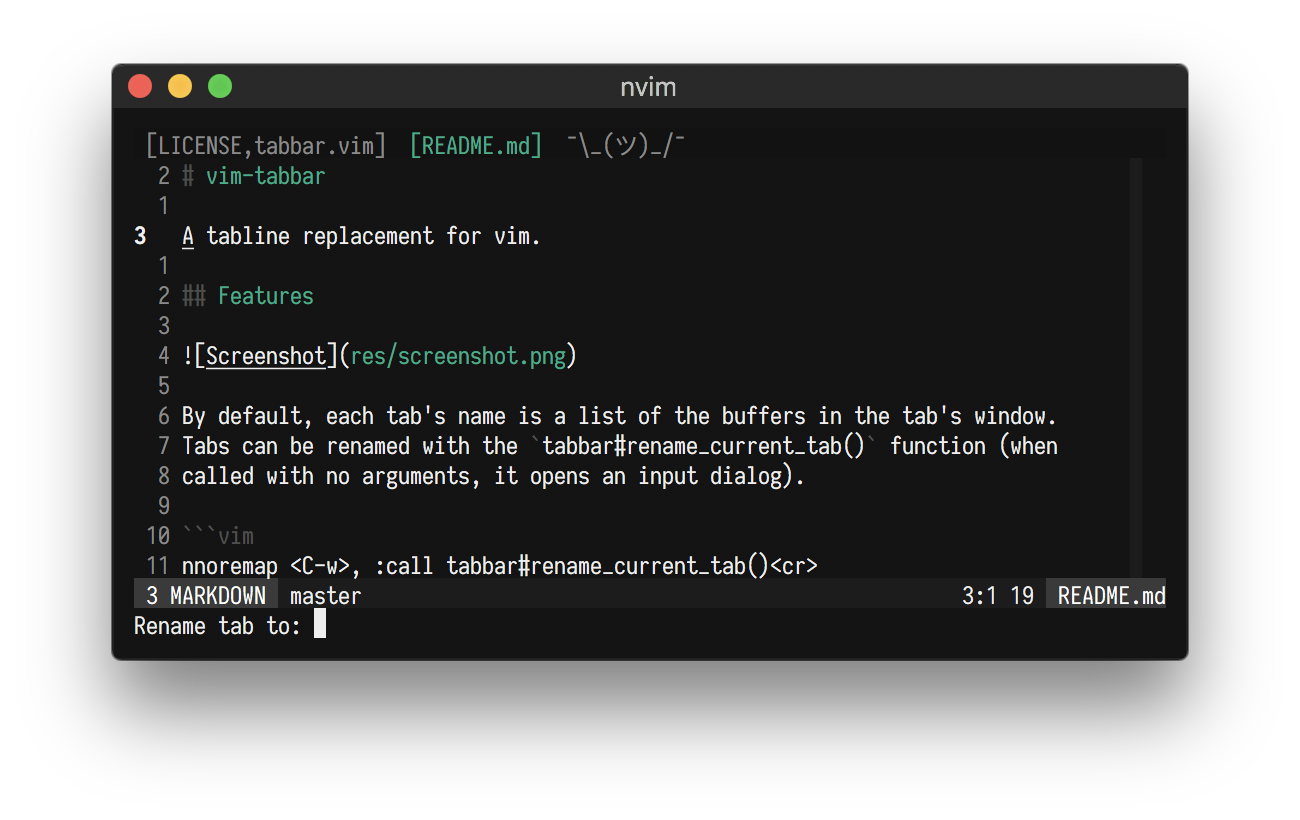 nvim
[LICENSE,tabbar.vim] [README.md] ¯\_(ツ)_/¯
2 # vim-tabbar
1
3 A tabline replacement for vim.
1
2 ## Features
3
4 ![Screenshot](res/screenshot.png)
5
6 By default, each tab's name is a list of the buffers in the tab's window.
7 Tabs can be renamed with the `tabbar#rename_current_tab()` function (when
8 called with no arguments, it opens an input dialog).
9
10 ```vim
11 nnoremap <C-w>, :call tabbar#rename_current_tab()<cr>
3 MARKDOWN master 3:1 19 README.md
Rename tab to: